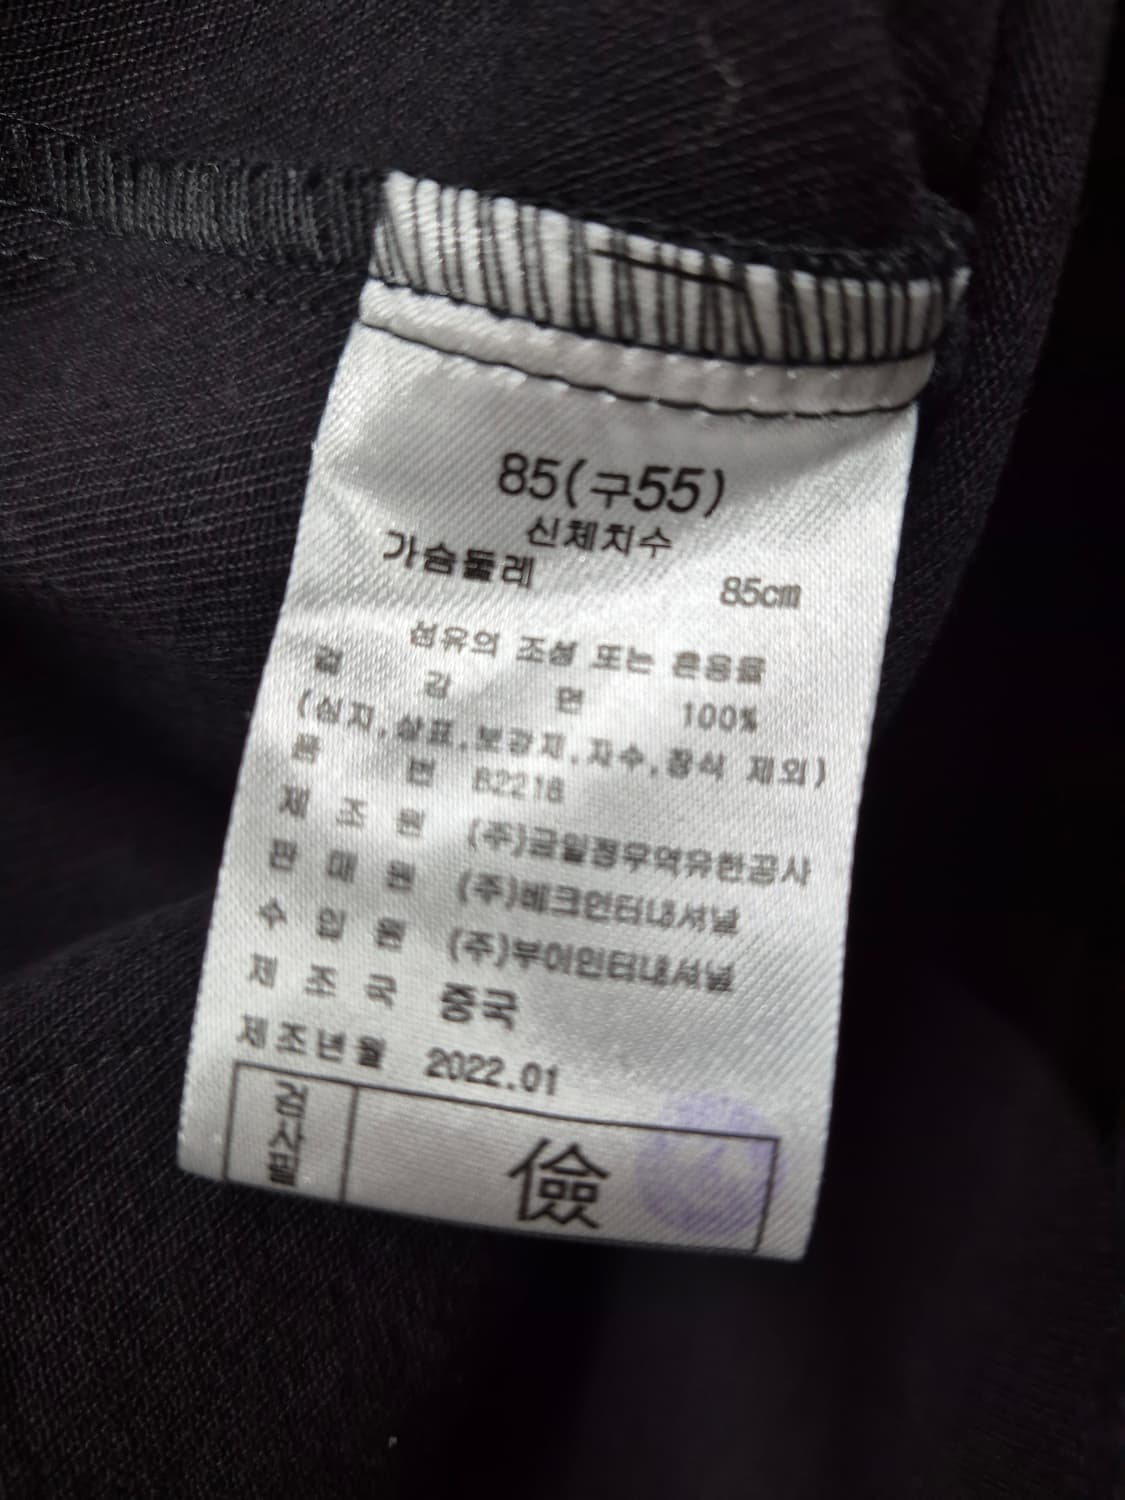 85(구55)
신체치수
가슴둘레 85cm
섬유의 조성 또는 혼용률
겉 감 면 100%
(심지,상표,보강재,자수,장식 제외)
품 번 B2218
제 조 원 (주)금일정무역유한공사
판 매 원 (주)베크인터내셔널
수 입 원 (주)부이인터내셔널
제 조 국 중국
제조년월 2022.01
검사필 儉